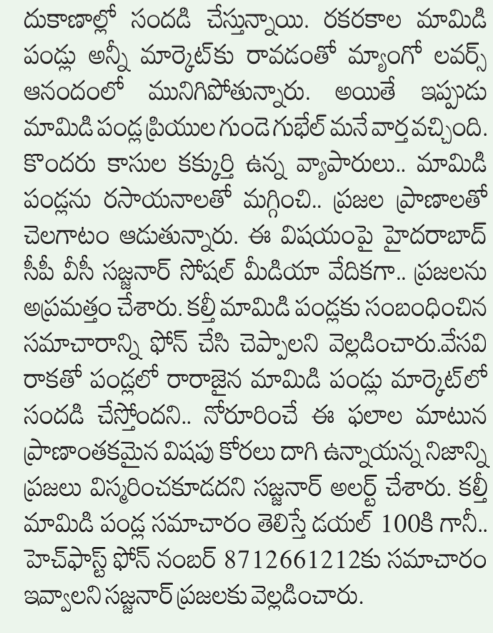 దుకాణాల్లో సందడి చేస్తున్నాయి. రకరకాల మామిడి
పండ్లు అన్నీ మార్కెట్‌కు రావడంతో మ్యాంగో లవర్స్
ఆనందంలో మునిగిపోతున్నారు. అయితే ఇప్పుడు
మామిడి పండ్ల ప్రియుల గుండె గుభేల్ మనే వార్త వచ్చింది.
కొందరు కాసుల కక్కుర్తి ఉన్న వ్యాపారులు.. మామిడి
పండ్లను రసాయనాలతో మగ్గించి.. ప్రజల ప్రాణాలతో
చెలగాటం ఆడుతున్నారు. ఈ విషయంపై హైదరాబాద్
సీపీ వీసీ సజ్జనార్ సోషల్ మీడియా వేదికగా.. ప్రజలను
అప్రమత్తం చేశారు. కల్తీ మామిడి పండ్లకు సంబంధించిన
సమాచారాన్ని ఫోన్ చేసి చెప్పాలని వెల్లడించారు.వేసవి
రాకతో పండ్లలో రారాజైన మామిడి పండ్లు మార్కెట్‌లో
సందడి చేస్తోందని.. నోరూరించే ఈ ఫలాల మాటున
ప్రాణాంతకమైన విషపు కోరలు దాగి ఉన్నాయన్న నిజాన్ని
ప్రజలు విస్మరించకూడదని సజ్జనార్ అలర్ట్ చేశారు. కల్తీ
మామిడి పండ్ల సమాచారం తెలిస్తే డయల్ 100కి గానీ..
హెచ్‌ఫాస్ట్ ఫోన్ నంబర్ 8712661212కు సమాచారం
ఇవ్వాలని సజ్జనార్ ప్రజలకు వెల్లడించారు.